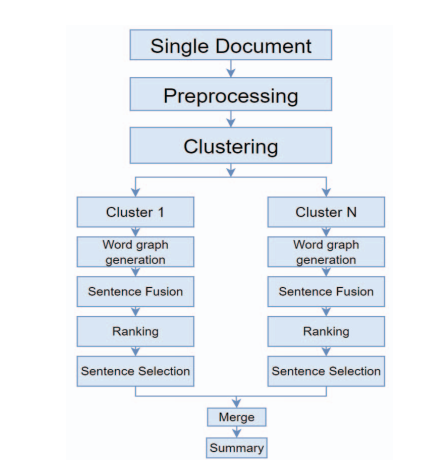 Single Document
Preprocessing
Clustering
Cluster 1
Word graph
generation
Sentence Fusion
Ranking
Sentence Selection
Cluster N
Word graph
generation
Sentence Fusion
Ranking
Sentence Selection
Merge
Summary